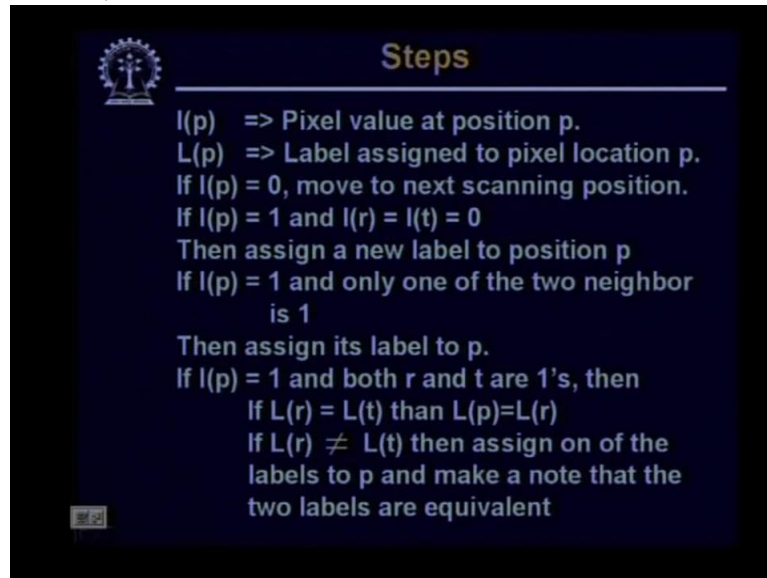 Steps
I(p) => Pixel value at position p.
L(p) => Label assigned to pixel location p.
If I(p) = 0, move to next scanning position.
If I(p) = 1 and I(r) = I(t) = 0
Then assign a new label to position p
If I(p) = 1 and only one of the two neighbor
is 1
Then assign its label to p.
If I(p) = 1 and both r and t are 1's, then
If L(r) = L(t) than L(p)=L(r)
If L(r) ≠ L(t) then assign on of the
labels to p and make a note that the
two labels are equivalent